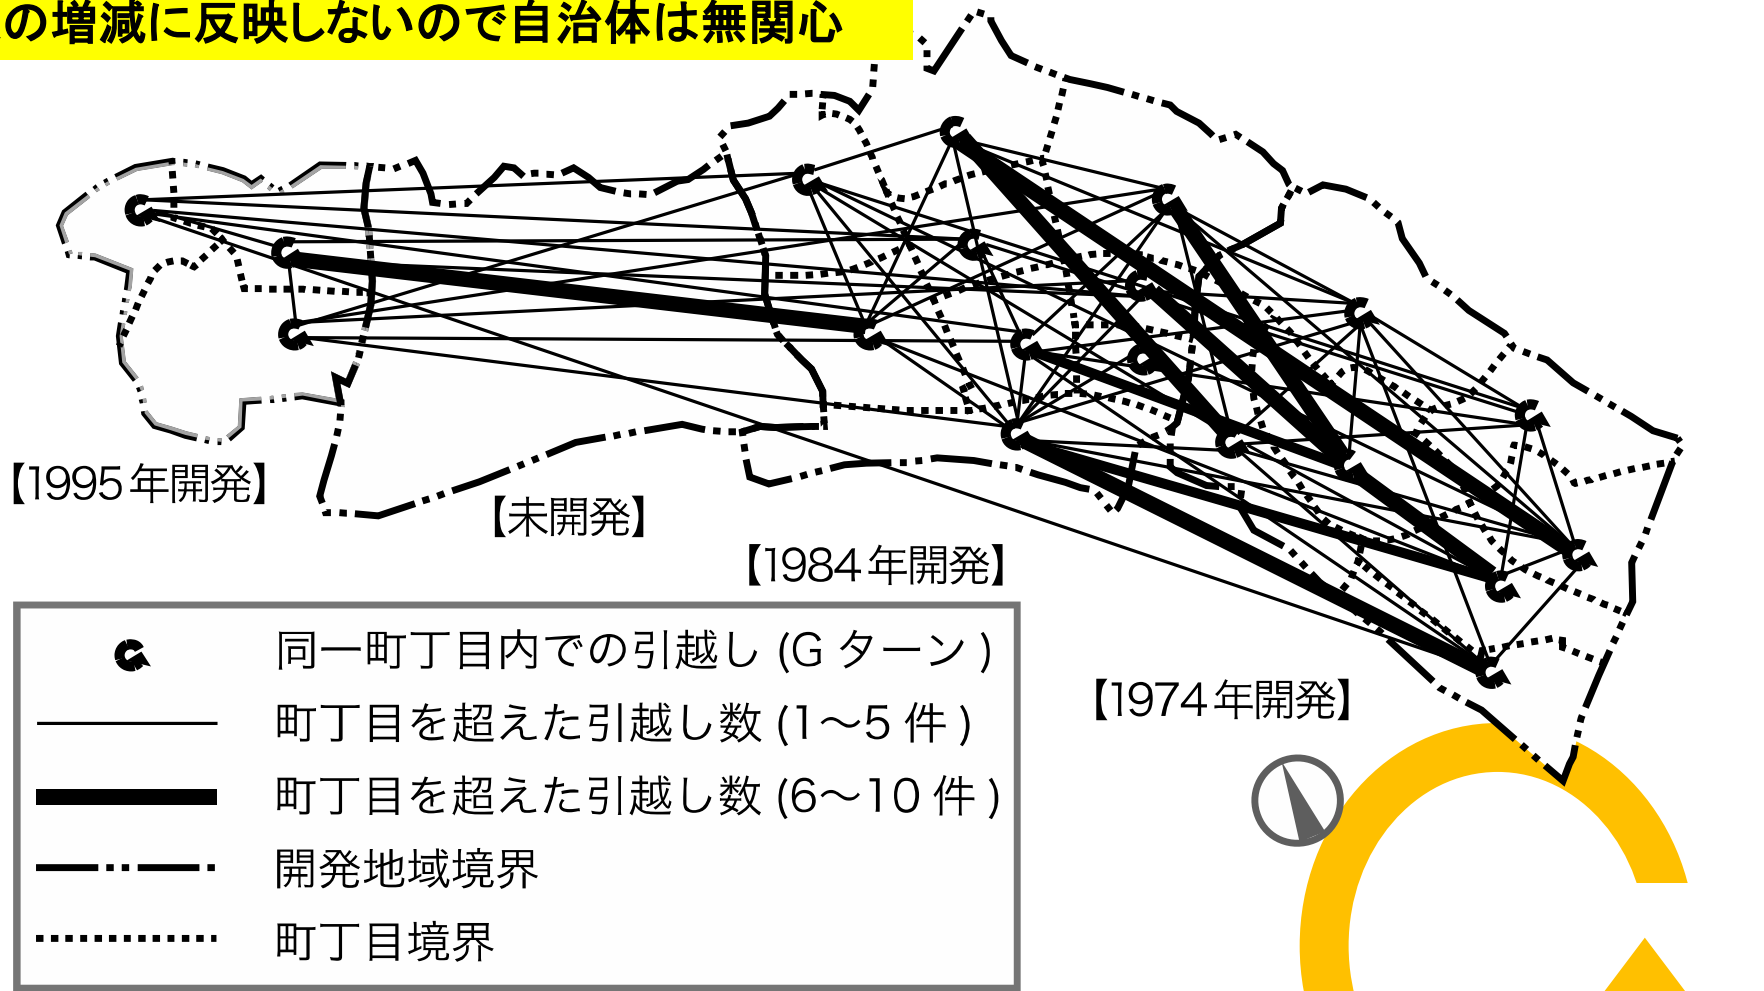 の増減に反映しないので自治体は無関心
【1995年開発】
【未開発】
【1984年開発】
【1974年開発】
同一町丁目内での引越し (G ターン )
町丁目を超えた引越し数 (1〜5 件 )
町丁目を超えた引越し数 (6〜10 件 )
開発地域境界
町丁目境界